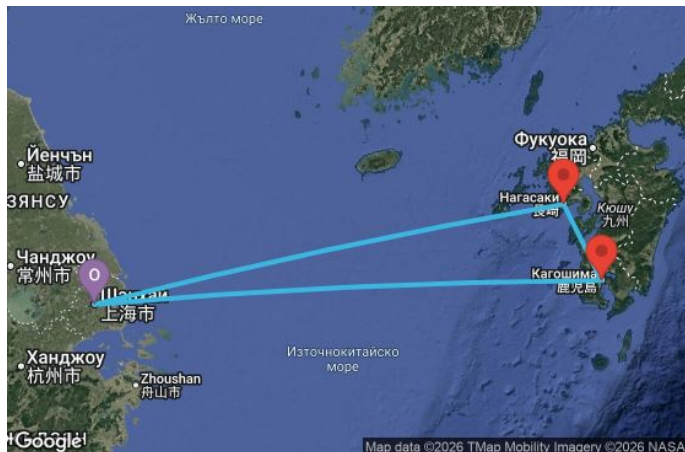 Жълто море
Йенчън
盐城市
ЗЯНСУ
Фукуока
福岡
Нагасаки
長崎
Кюшу
九州
Чанджоу
常州市
Кагошима
鹿児島
O
上海市
Източнокитайско
море
Ханджоу
杭州市
Zhoushan
舟山市
Google
Map data ©2026 TMap Mobility Imagery ©2026 NASA